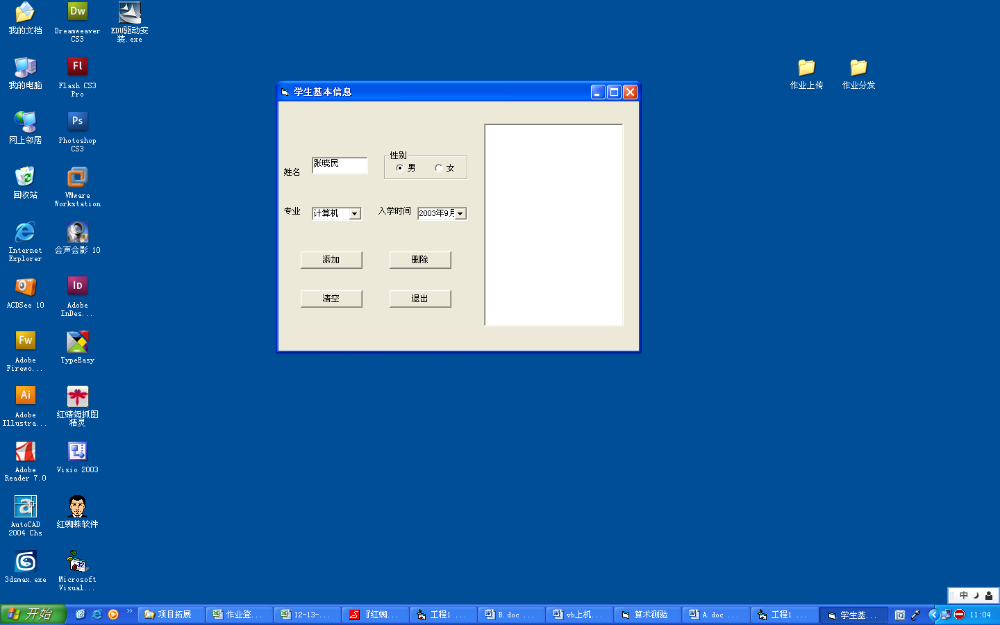 我的文档
Dreamweaver
CS3
EDU驱动安
装.exe
我的电脑
Flash CS3
Pro
网上邻居
Photoshop
CS3
回收站
VMware
Workstation
Internet
Explorer
会声会影 10
ACDSee 10
Adobe
InDes...
Adobe
Firewo...
TypeEasy
Adobe
Illustra...
红蜻蜓抓图
精灵
Adobe
Reader 7.0
Visio 2003
AutoCAD
2004 Chs
红蜘蛛软件
3dsmax.exe
Microsoft
Visual...
作业上传
作业分发
学生基本信息
姓名
张晓民
性别
男
女
专业
计算机
入学时间
2003年9月
添加
删除
清空
退出
中
开始
项目拓展
作业登...
12-13-...
『红蜘...
工程1 ...
B.doc ...
vb上机...
算术测验
A.doc ...
工程1 ...
学生基...
11:04
Dw
Fl
Ps
Id
Fw
Ai